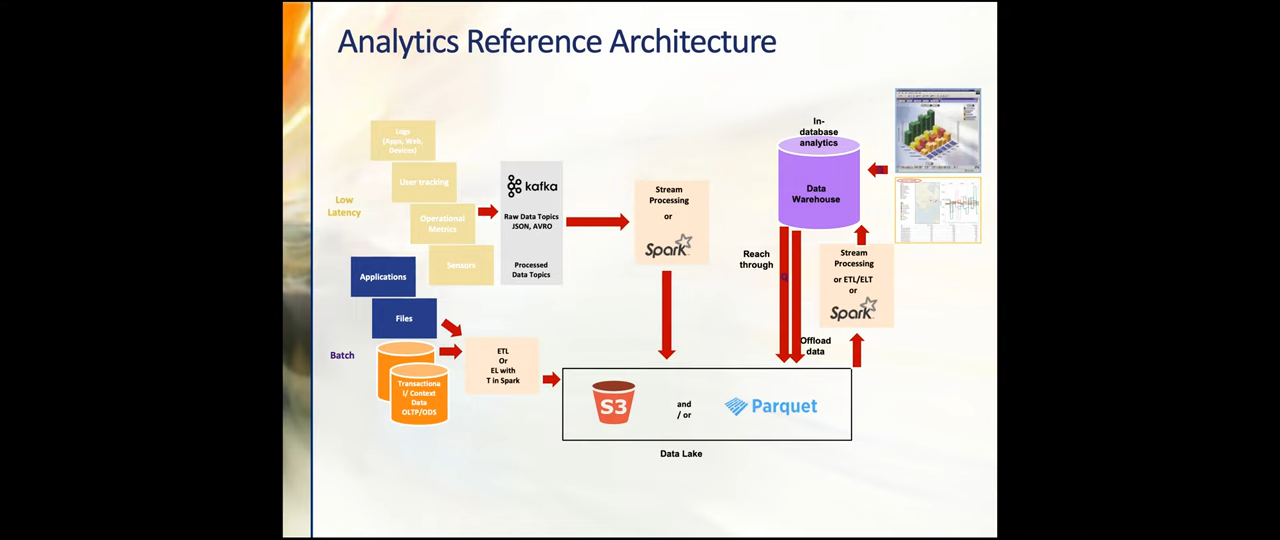 Analytics Reference Architecture
Logs
(Apps, Web,
Devices)
User tracking
Low
Latency
Operational
Metrics
Sensors
kafka
Raw Data Topics
JSON, AVRO
Processed
Data Topics
Stream
Processing
or
Spark
In-
database
analytics
Data
Warehouse
Reach
through
Stream
Processing
or ETL/ELT
or
Spark
Offload
data
Applications
Files
Batch
Transactiona
l/ Context
Data
OLTP/ODS
ETL
Or
EL with
T in Spark
S3
and
/ or
Parquet
Data Lake